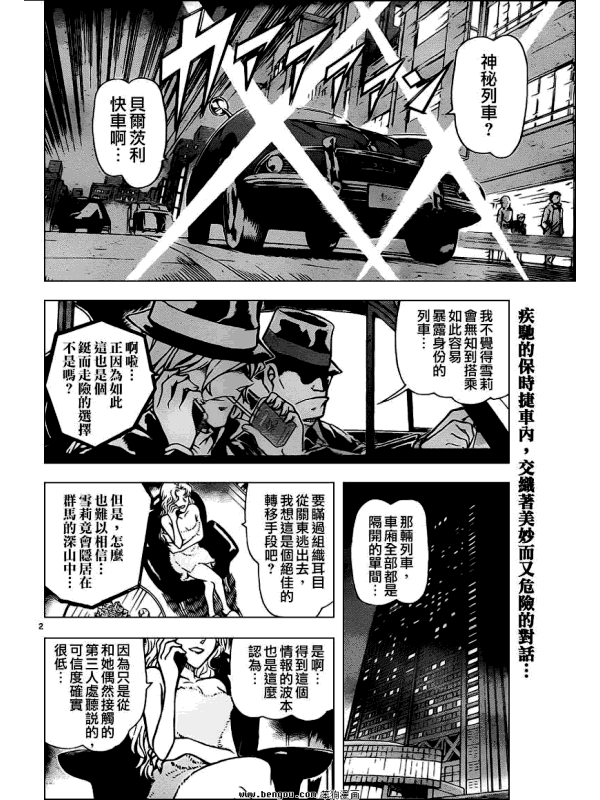 神秘列車？
貝爾茨利
快車啊…
ガァァン
疾馳的保時捷車內，交織著美妙而又危險的對話…
我不覺得雪莉
會無知到搭乘
如此容易
暴露身份的
列車…
啊啦…
正因為如此
這也是個
鋌而走險的選擇
不是嗎？
那輛列車，
車廂全部都是
隔開的單間…
要瞞過組織耳目
從關東逃出去，
我想這是個絕佳的
轉移手段吧？
但是，怎麼
也難以相信…
雪莉竟會隱居在
群馬的深山中…
是啊…
得到這個
情報的波本
也是這麼
認為…
因為只是從
和她偶然接觸的
第三人處聽説的，
可信度確實
很低…
2
www.bengou.com 笨狗漫画